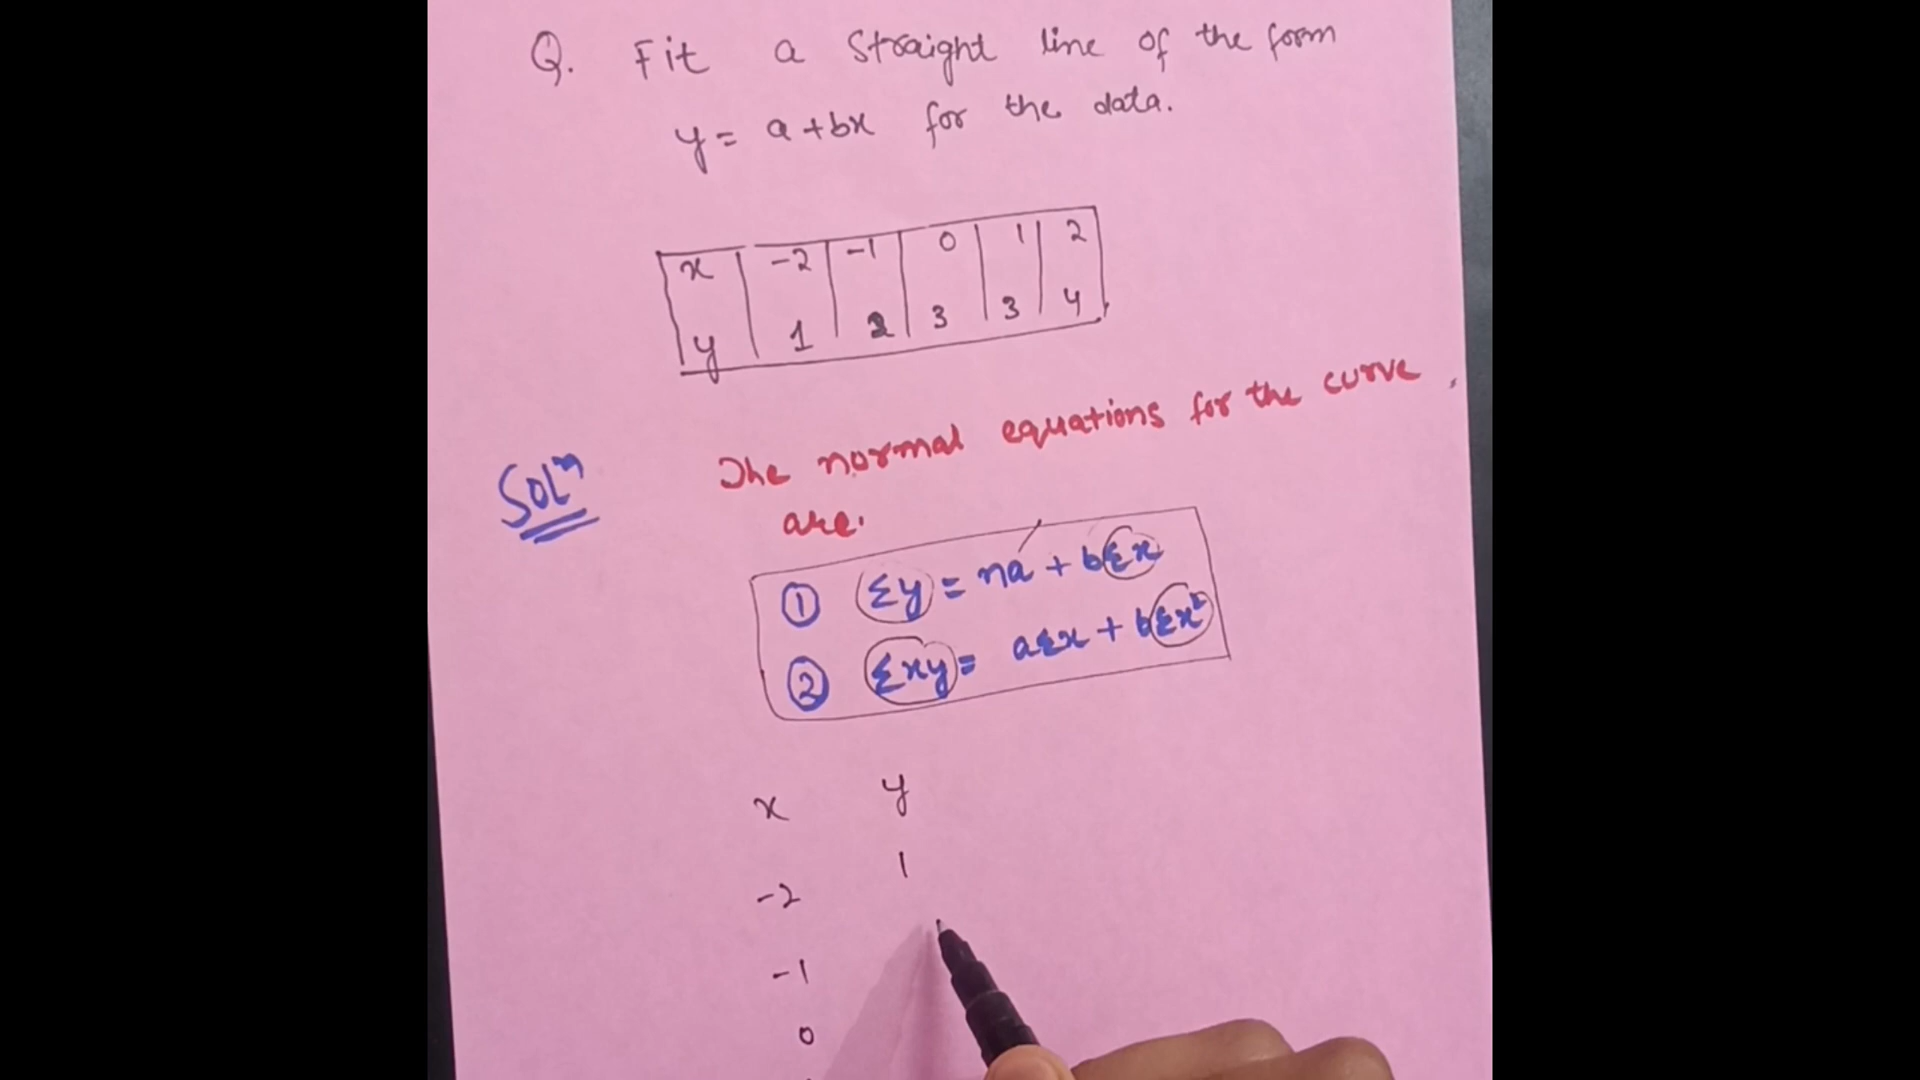 Q. Fit a straight line of the form
y = a + bx for the data.
x -2 -1 0 1 2
y 1 2 3 3 4
Solⁿ
The normal equations for the curve
are.
① Σy = na + bΣx
② Σxy = aΣx + bΣx²
x y
-2 1
-1
0